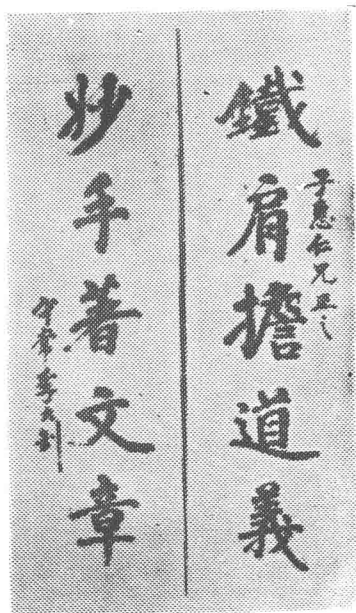 鐵肩擔道義
子惠仁兄正之
妙手著文章
守常李大釗